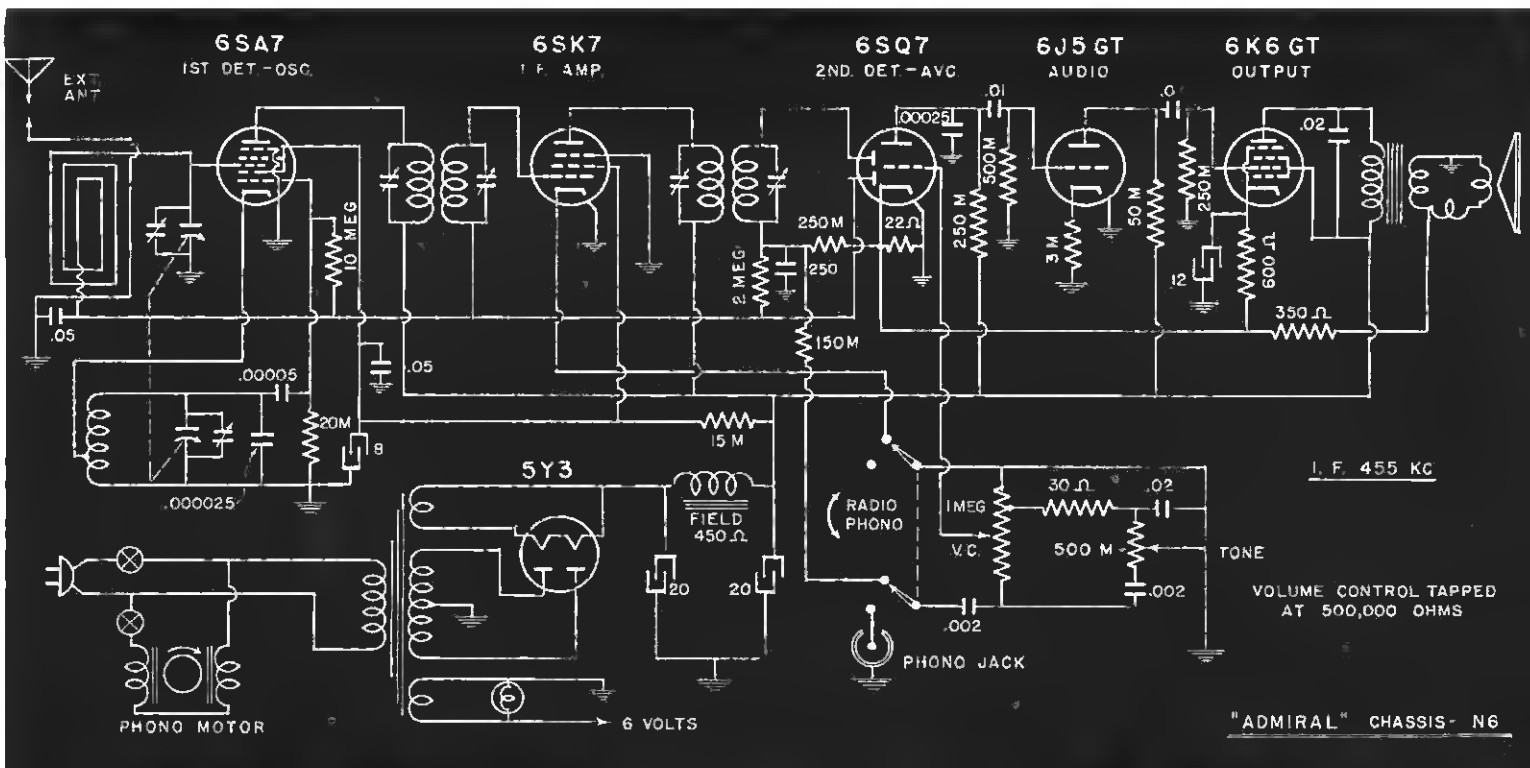 6SA7
1ST DET.-OSC.
6SK7
I.F. AMP.
6SQ7
2ND. DET.-AVC.
6J5 GT
AUDIO
6K6 GT
OUTPUT
EXT.
ANT
.00025
.01
.02
500 M
250 M
250 M
10 MEG
2 MEG
250 M
22Ω
250
3 M
50 M
12
600 Ω
350 Ω
.05
150 M
.05
.00005
20M
8
15 M
.000025
5Y3
FIELD
450 Ω
20
20
RADIO
PHONO
1 MEG
V.C.
30 Ω
.02
500 M
TONE
.002
.002
I. F. 455 KC
VOLUME CONTROL TAPPED
AT 500,000 OHMS
PHONO JACK
PHONO MOTOR
6 VOLTS
"ADMIRAL" CHASSIS - N6